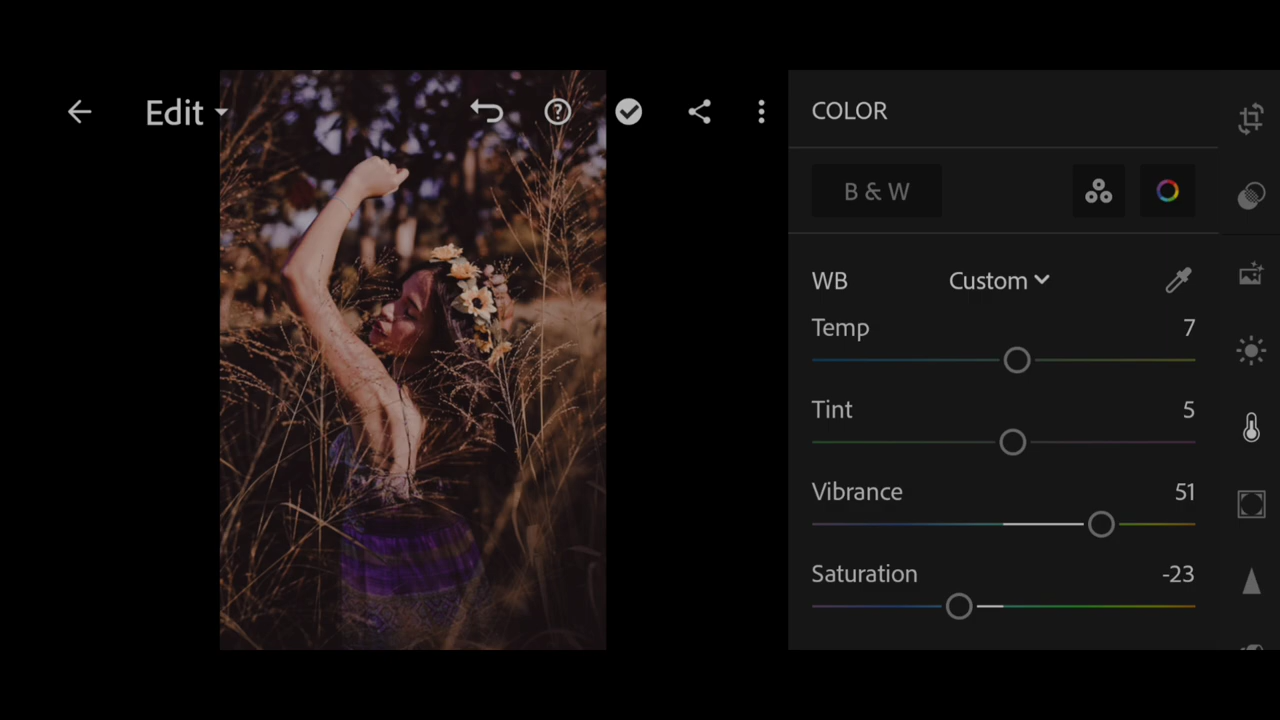 Edit
COLOR
B & W
WB Custom
Temp 7
Tint 5
Vibrance 51
Saturation -23